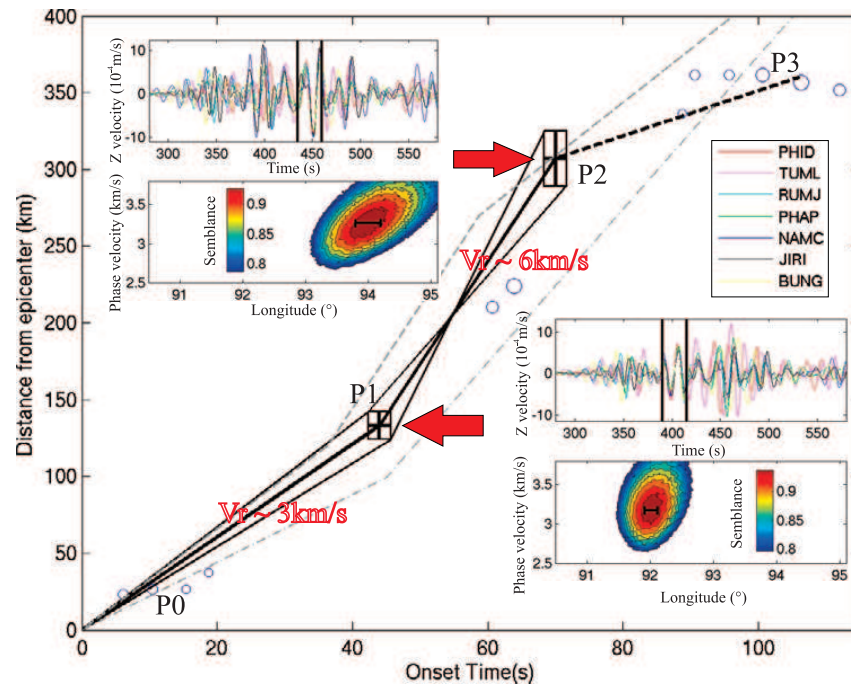 400
350
300
250
200
150
100
50
0
Distance from epicenter (km)
0 20 40 60 80 100
Onset Time(s)
P0
P1
P2
P3
Vr ~ 3km/s
Vr ~ 6km/s
Z velocity (10⁻⁴m/s)
10
0
-10
300 350 400 450 500 550
Time (s)
Phase velocity (km/s)
3.5
3
2.5
Semblance
0.9
0.85
0.8
91 92 93 94 95
Longitude (°)
PHID
TUML
RUMJ
PHAP
NAMC
JIRI
BUNG
Z velocity (10⁻⁴m/s)
10
0
-10
300 350 400 450 500 550
Time (s)
Phase velocity (km/s)
3.5
3
2.5
Semblance
0.9
0.85
0.8
91 92 93 94 95
Longitude (°)